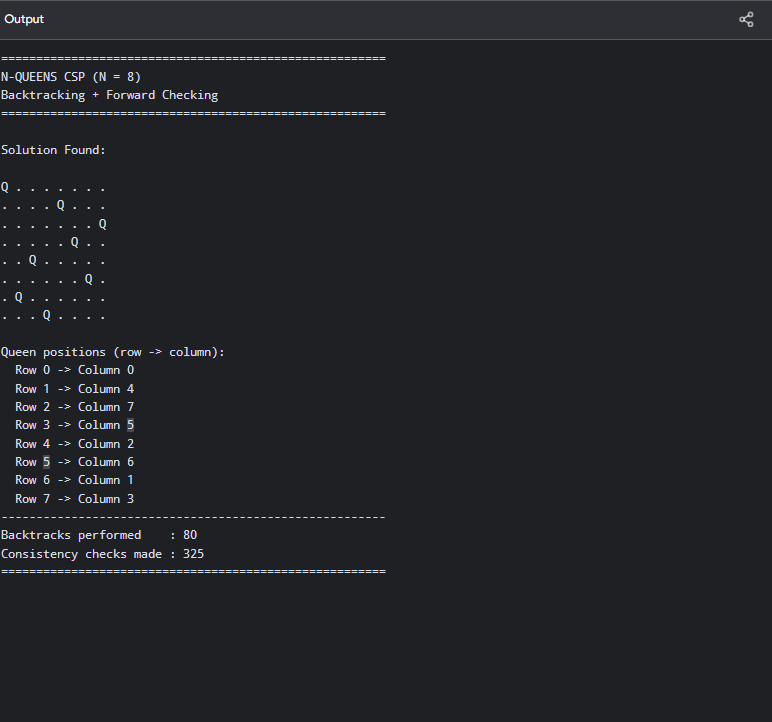 Output
=======================================================
N-QUEENS CSP (N = 8)
Backtracking + Forward Checking
=======================================================
Solution Found:
Q . . . . . . .
. . . . Q . . .
. . . . . . . Q
. . . . . Q . .
. . Q . . . . .
. . . . . . Q .
. Q . . . . . .
. . . Q . . . .
Queen positions (row -> column):
  Row 0 -> Column 0
  Row 1 -> Column 4
  Row 2 -> Column 7
  Row 3 -> Column 5
  Row 4 -> Column 2
  Row 5 -> Column 6
  Row 6 -> Column 1
  Row 7 -> Column 3
-------------------------------------------------------
Backtracks performed    : 80
Consistency checks made : 325
=======================================================